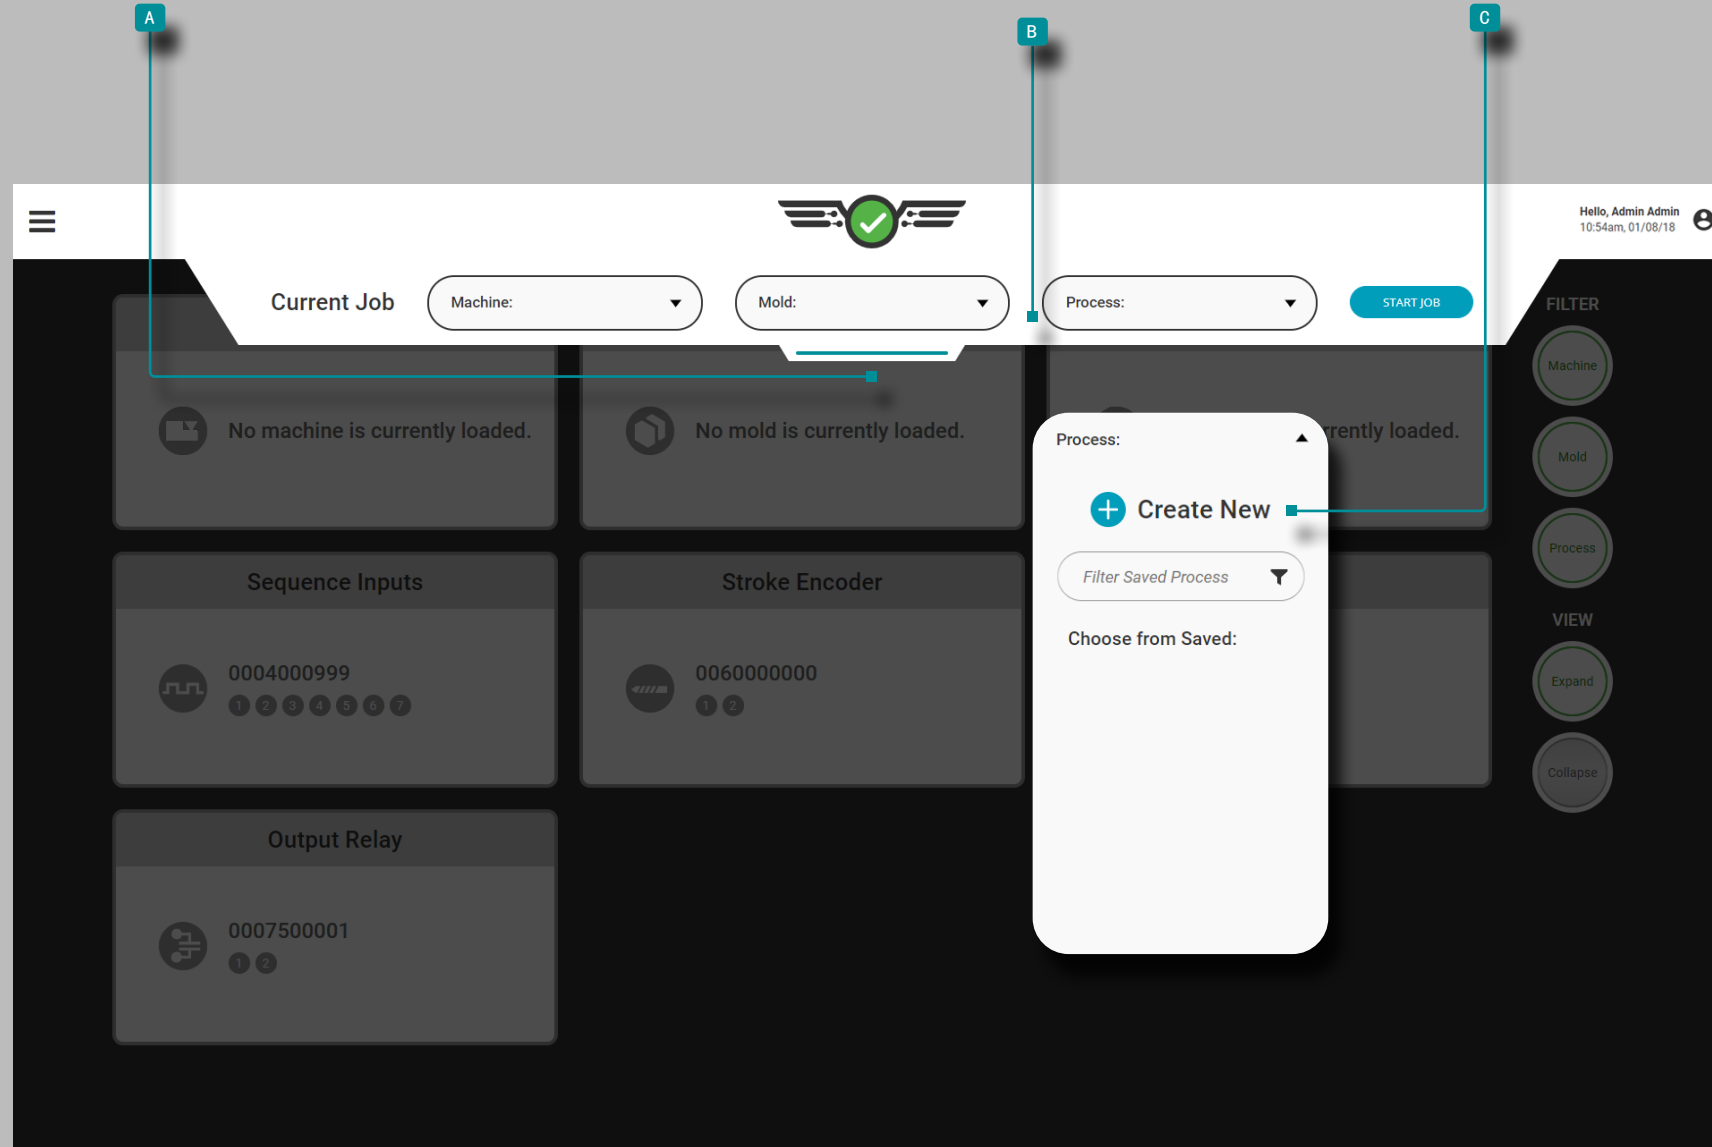 A
B
C
Hello, Admin Admin
10:54am, 01/08/18
Current Job
Machine:
Mold:
Process:
START JOB
FILTER
Machine
Mold
Process
VIEW
Expand
Collapse
No machine is currently loaded.
No mold is currently loaded.
rrently loaded.
Process:
Create New
Filter Saved Process
Choose from Saved:
Sequence Inputs
0004000999
1 2 3 4 5 6 7
Stroke Encoder
0060000000
1 2
Output Relay
0007500001
1 2